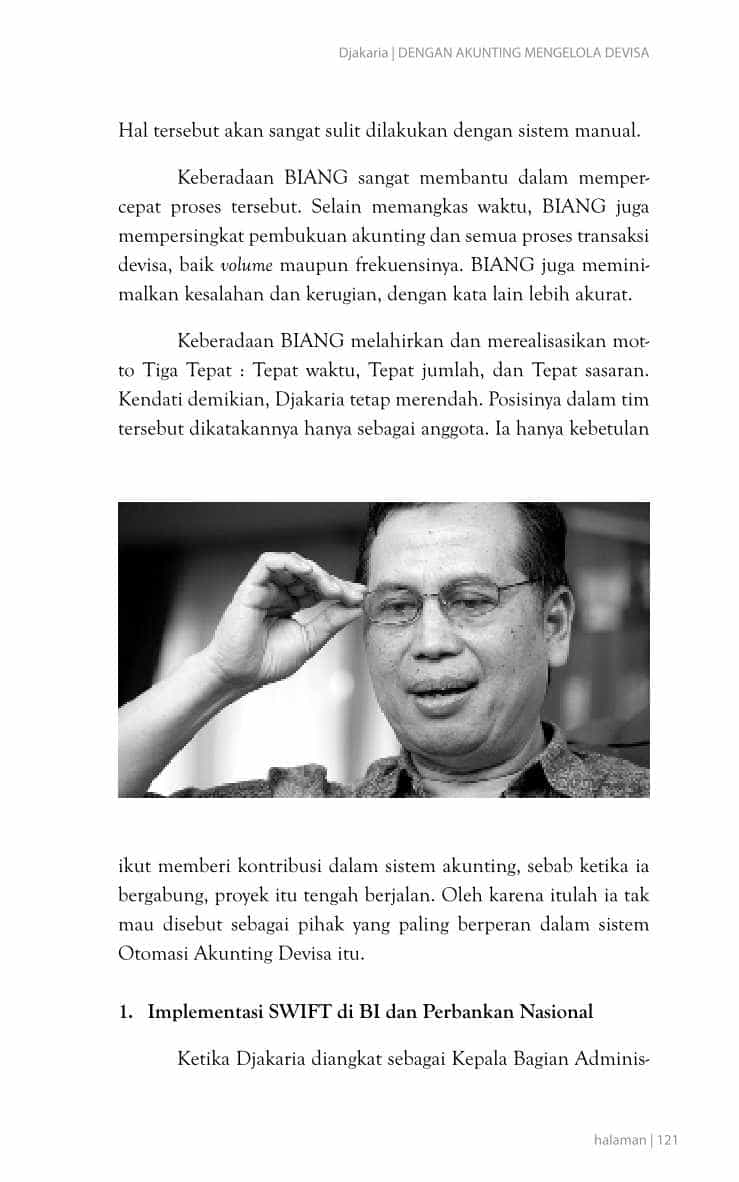 Djakaria | DENGAN AKUNTING MENGELOLA DEVISA
Hal tersebut akan sangat sulit dilakukan dengan sistem manual.
Keberadaan BIANG sangat membantu dalam memper-
cepat proses tersebut. Selain memangkas waktu, BIANG juga
mempersingkat pembukuan akunting dan semua proses transaksi
devisa, baik volume maupun frekuensinya. BIANG juga memini-
malkan kesalahan dan kerugian, dengan kata lain lebih akurat.
Keberadaan BIANG melahirkan dan merealisasikan mot-
to Tiga Tepat : Tepat waktu, Tepat jumlah, dan Tepat sasaran.
Kendati demikian, Djakaria tetap merendah. Posisinya dalam tim
tersebut dikatakannya hanya sebagai anggota. Ia hanya kebetulan
ikut memberi kontribusi dalam sistem akunting, sebab ketika ia
bergabung, proyek itu tengah berjalan. Oleh karena itulah ia tak
mau disebut sebagai pihak yang paling berperan dalam sistem
Otomasi Akunting Devisa itu.
1. Implementasi SWIFT di BI dan Perbankan Nasional
Ketika Djakaria diangkat sebagai Kepala Bagian Adminis-
halaman | 121